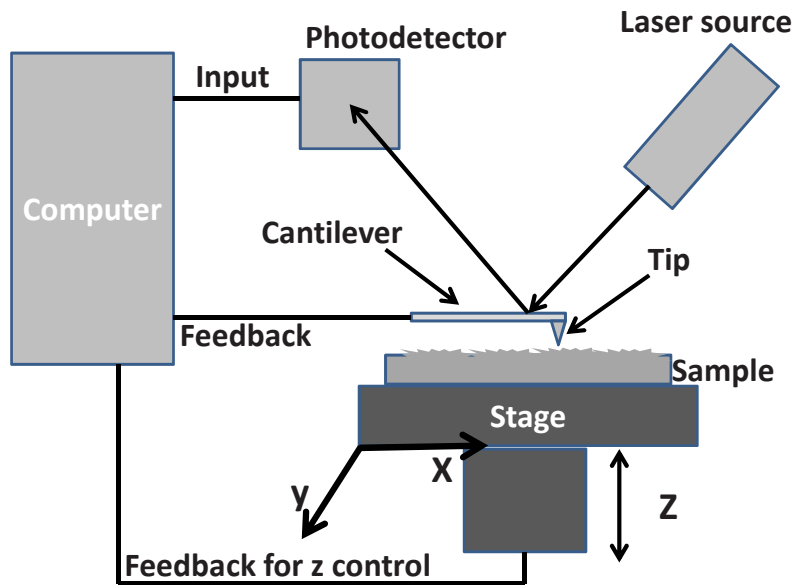 Laser source
Photodetector
Input
Computer
Cantilever
Tip
Feedback
Sample
Stage
X
y
Z
Feedback for z control